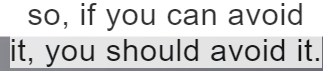 so, if you can avoid
it, you should avoid it.